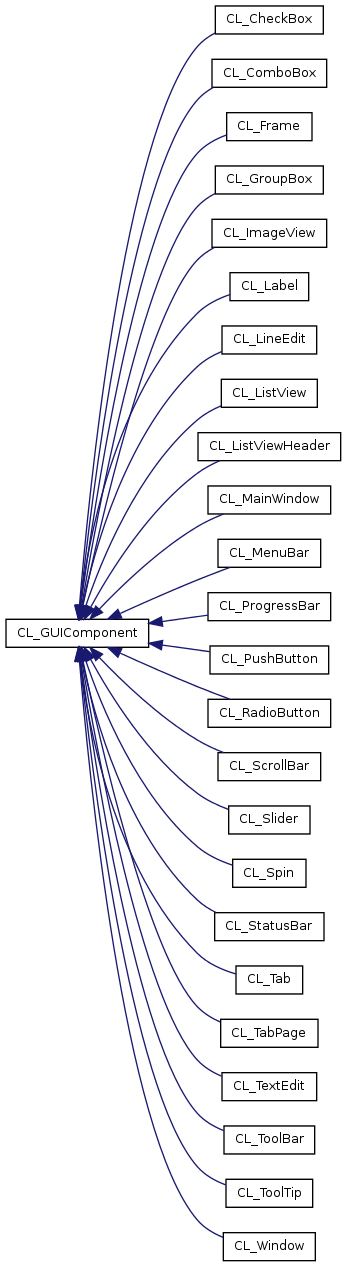 CL_CheckBox
CL_ComboBox
CL_Frame
CL_GroupBox
CL_ImageView
CL_Label
CL_LineEdit
CL_ListView
CL_ListViewHeader
CL_MainWindow
CL_MenuBar
CL_ProgressBar
CL_GUIComponent
CL_PushButton
CL_RadioButton
CL_ScrollBar
CL_Slider
CL_Spin
CL_StatusBar
CL_Tab
CL_TabPage
CL_TextEdit
CL_ToolBar
CL_ToolTip
CL_Window